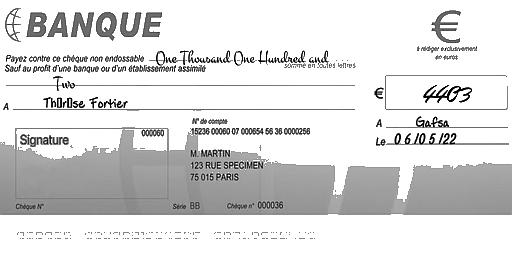 BANQUE
€
à rédiger exclusivement
en euros
Payez contre ce chèque non endossable One Thousand One Hundred and
Sauf au profit d'une banque ou d'un établissement assimilé
somme en toutes lettres
Two
A Th▯r▯se Fortier
€ 4403
A Gafsa
Le 06/05/22
Signature
000060
N° de compte
15236 00060 07 000654 56 36 0000256
M. MARTIN
123 RUE SPECIMEN
75 015 PARIS
Chèque N°
Série BB
Chèque n° 000036